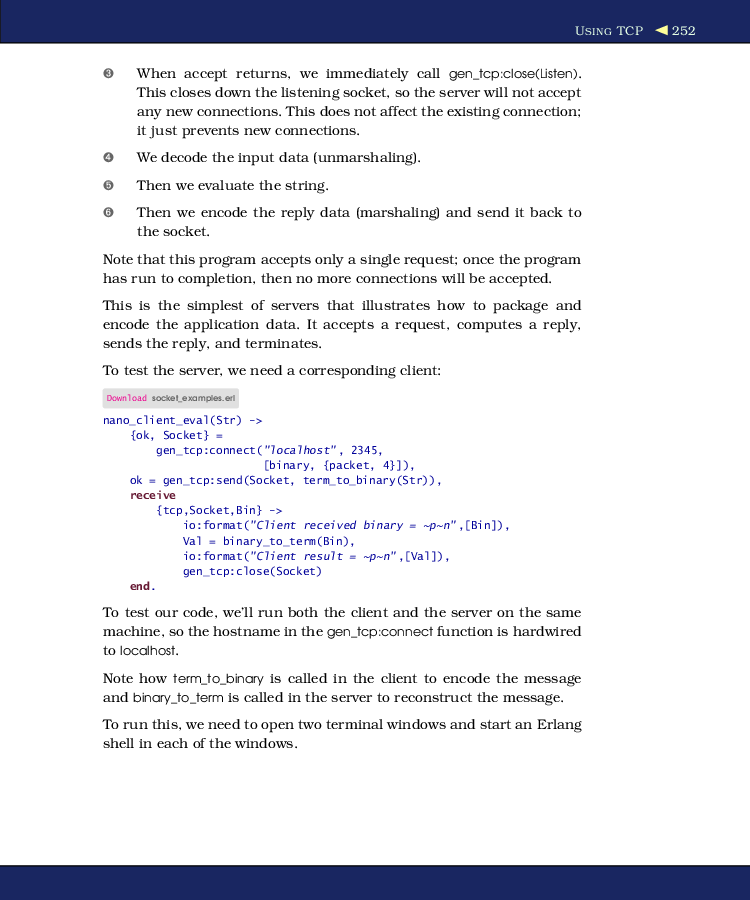 USING TCP ◀ 252
❸ When accept returns, we immediately call gen_tcp:close(Listen).
This closes down the listening socket, so the server will not accept
any new connections. This does not affect the existing connection;
it just prevents new connections.
❹ We decode the input data (unmarshaling).
❺ Then we evaluate the string.
❻ Then we encode the reply data (marshaling) and send it back to
the socket.
Note that this program accepts only a single request; once the program
has run to completion, then no more connections will be accepted.
This is the simplest of servers that illustrates how to package and
encode the application data. It accepts a request, computes a reply,
sends the reply, and terminates.
To test the server, we need a corresponding client:
Download socket_examples.erl
nano_client_eval(Str) ->
    {ok, Socket} =
        gen_tcp:connect("localhost", 2345,
                        [binary, {packet, 4}]),
    ok = gen_tcp:send(Socket, term_to_binary(Str)),
    receive
        {tcp,Socket,Bin} ->
            io:format("Client received binary = ~p~n",[Bin]),
            Val = binary_to_term(Bin),
            io:format("Client result = ~p~n",[Val]),
            gen_tcp:close(Socket)
    end.
To test our code, we'll run both the client and the server on the same
machine, so the hostname in the gen_tcp:connect function is hardwired
to localhost.
Note how term_to_binary is called in the client to encode the message
and binary_to_term is called in the server to reconstruct the message.
To run this, we need to open two terminal windows and start an Erlang
shell in each of the windows.